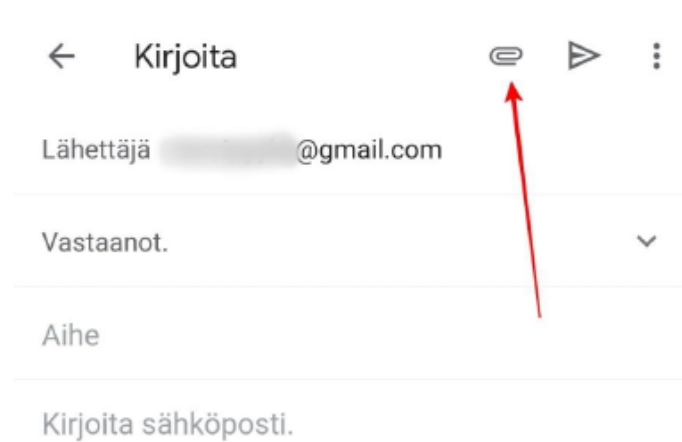 Kirjoita
Lähettäjä @gmail.com
Vastaanot.
Aihe
Kirjoita sähköposti.